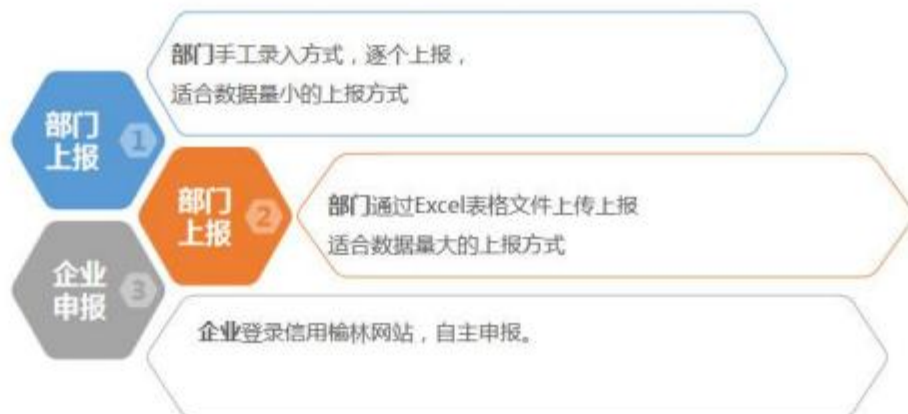 部门手工录入方式，逐个上报，
适合数据量小的上报方式
部门
上报
1
部门
上报
2
部门通过Excel表格文件上传上报
适合数据量大的上报方式
企业
申报
3
企业登录信用榆林网站，自主申报。